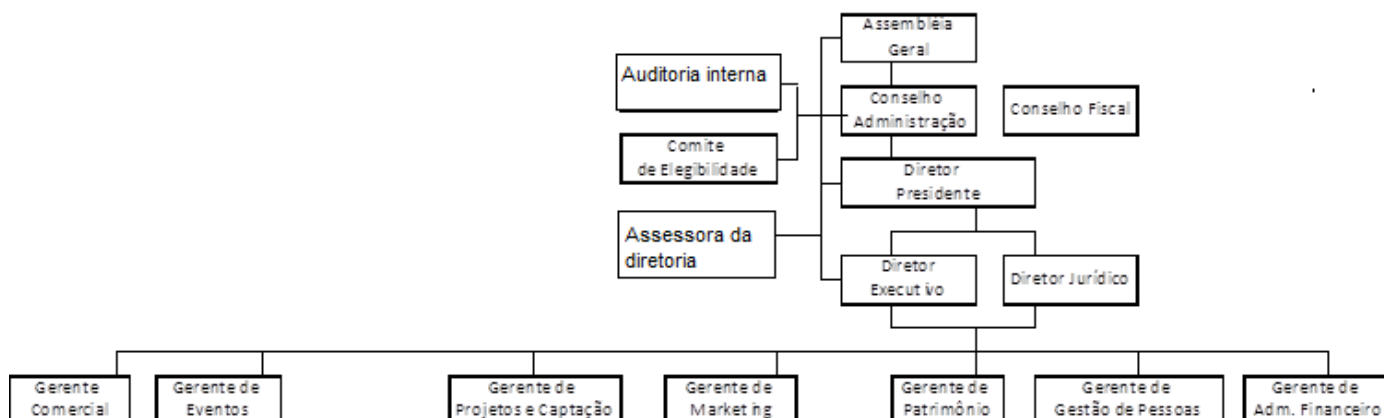 Assembléia
Geral
Auditoria interna
Conselho
Administração
Conselho Fiscal
Comite
de Elegibilidade
Diretor
Presidente
Assessora da
diretoria
Diretor
Executivo
Diretor Jurídico
Gerente
Comercial
Gerente de
Eventos
Gerente de
Projetos e Captação
Gerente de
Marketing
Gerente de
Patrimônio
Gerente de
Gestão de Pessoas
Gerente de
Adm. Financeiro